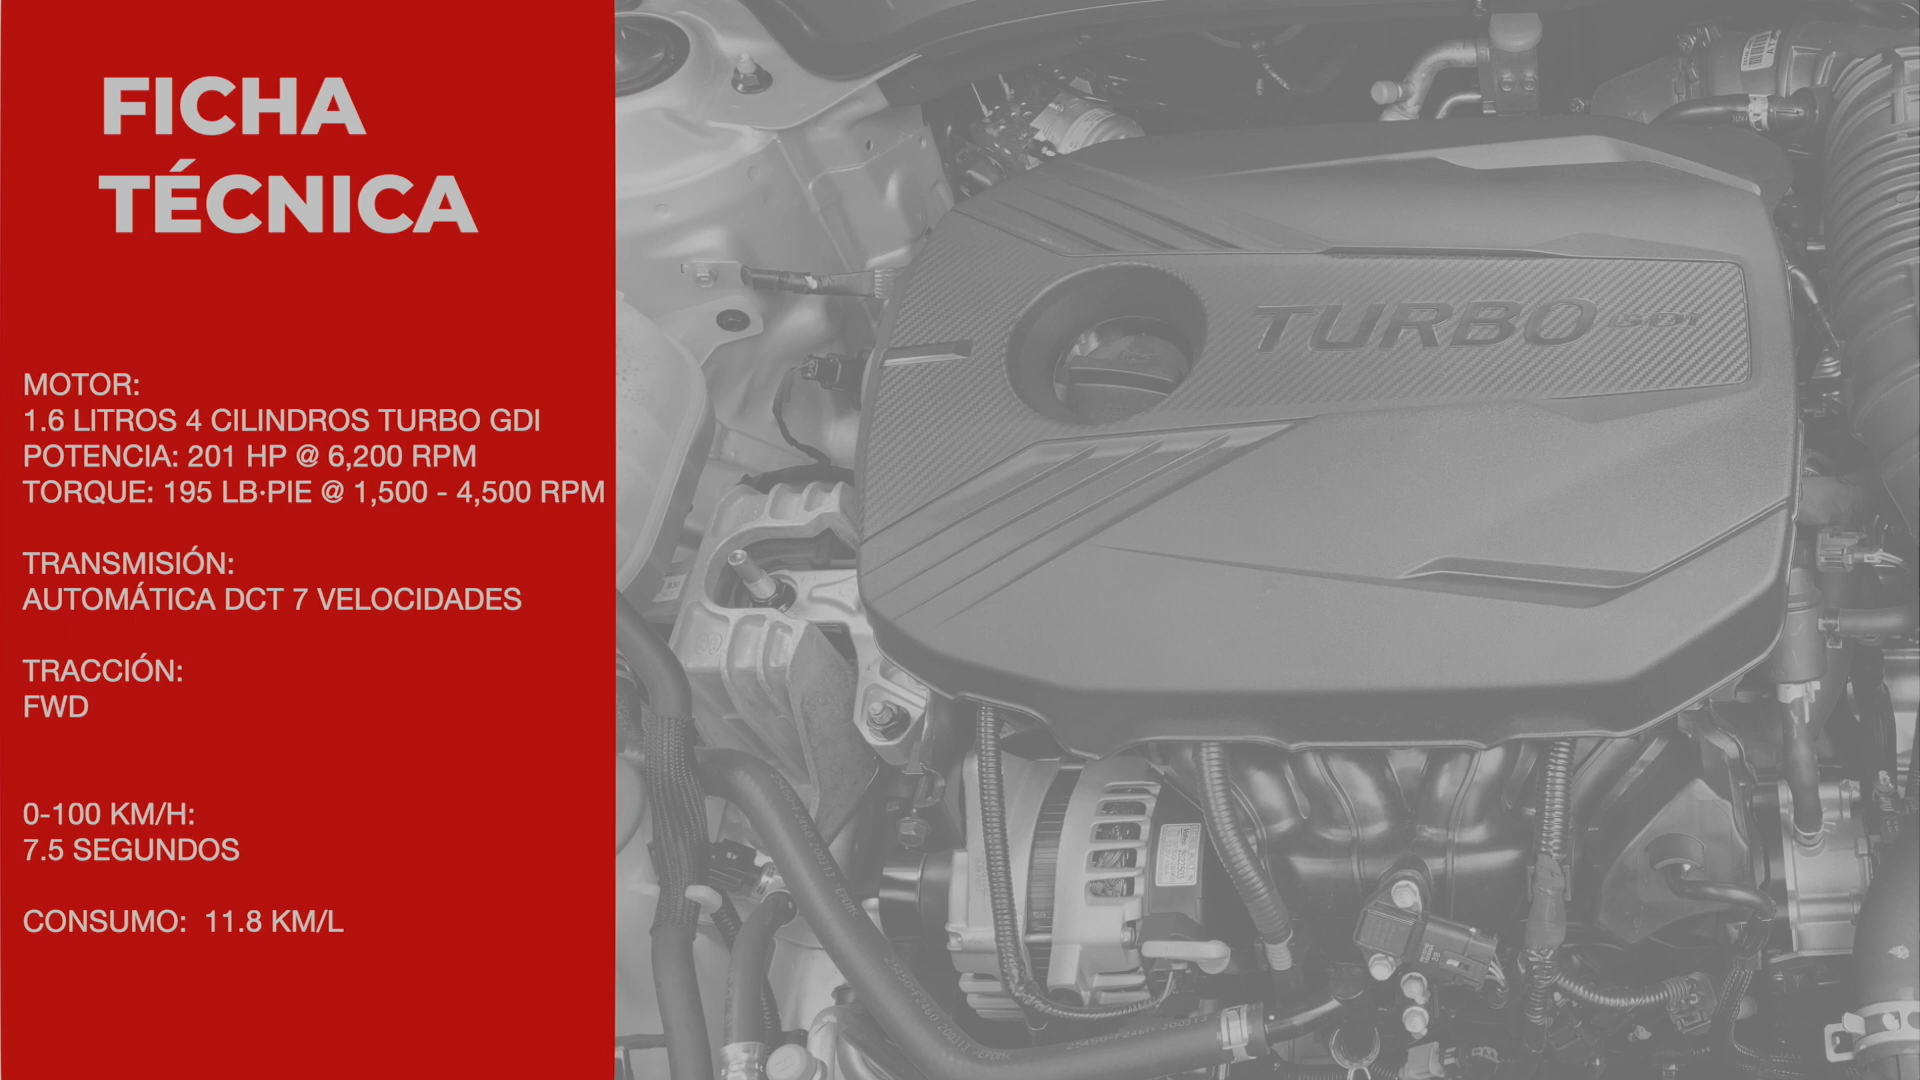 FICHA
TÉCNICA
MOTOR:
1.6 LITROS 4 CILINDROS TURBO GDI
POTENCIA: 201 HP @ 6,200 RPM
TORQUE: 195 LB·PIE @ 1,500 - 4,500 RPM
TRANSMISIÓN:
AUTOMÁTICA DCT 7 VELOCIDADES
TRACCIÓN:
FWD
0-100 KM/H:
7.5 SEGUNDOS
CONSUMO:  11.8 KM/L
TURBO GDI